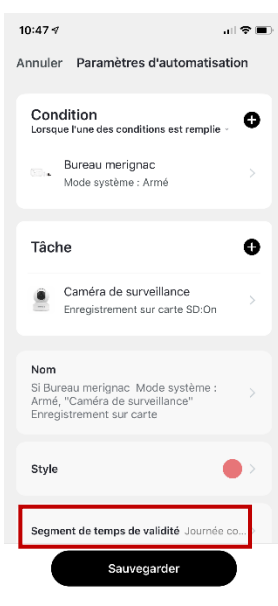 10:47
Annuler Paramètres d'automatisation
Condition
Lorsque l'une des conditions est remplie
Bureau merignac
Mode système : Armé
Tâche
Caméra de surveillance
Enregistrement sur carte SD:On
Nom
Si Bureau merignac Mode système :
Armé, "Caméra de surveillance"
Enregistrement sur carte
Style
Segment de temps de validité Journée co...
Sauvegarder